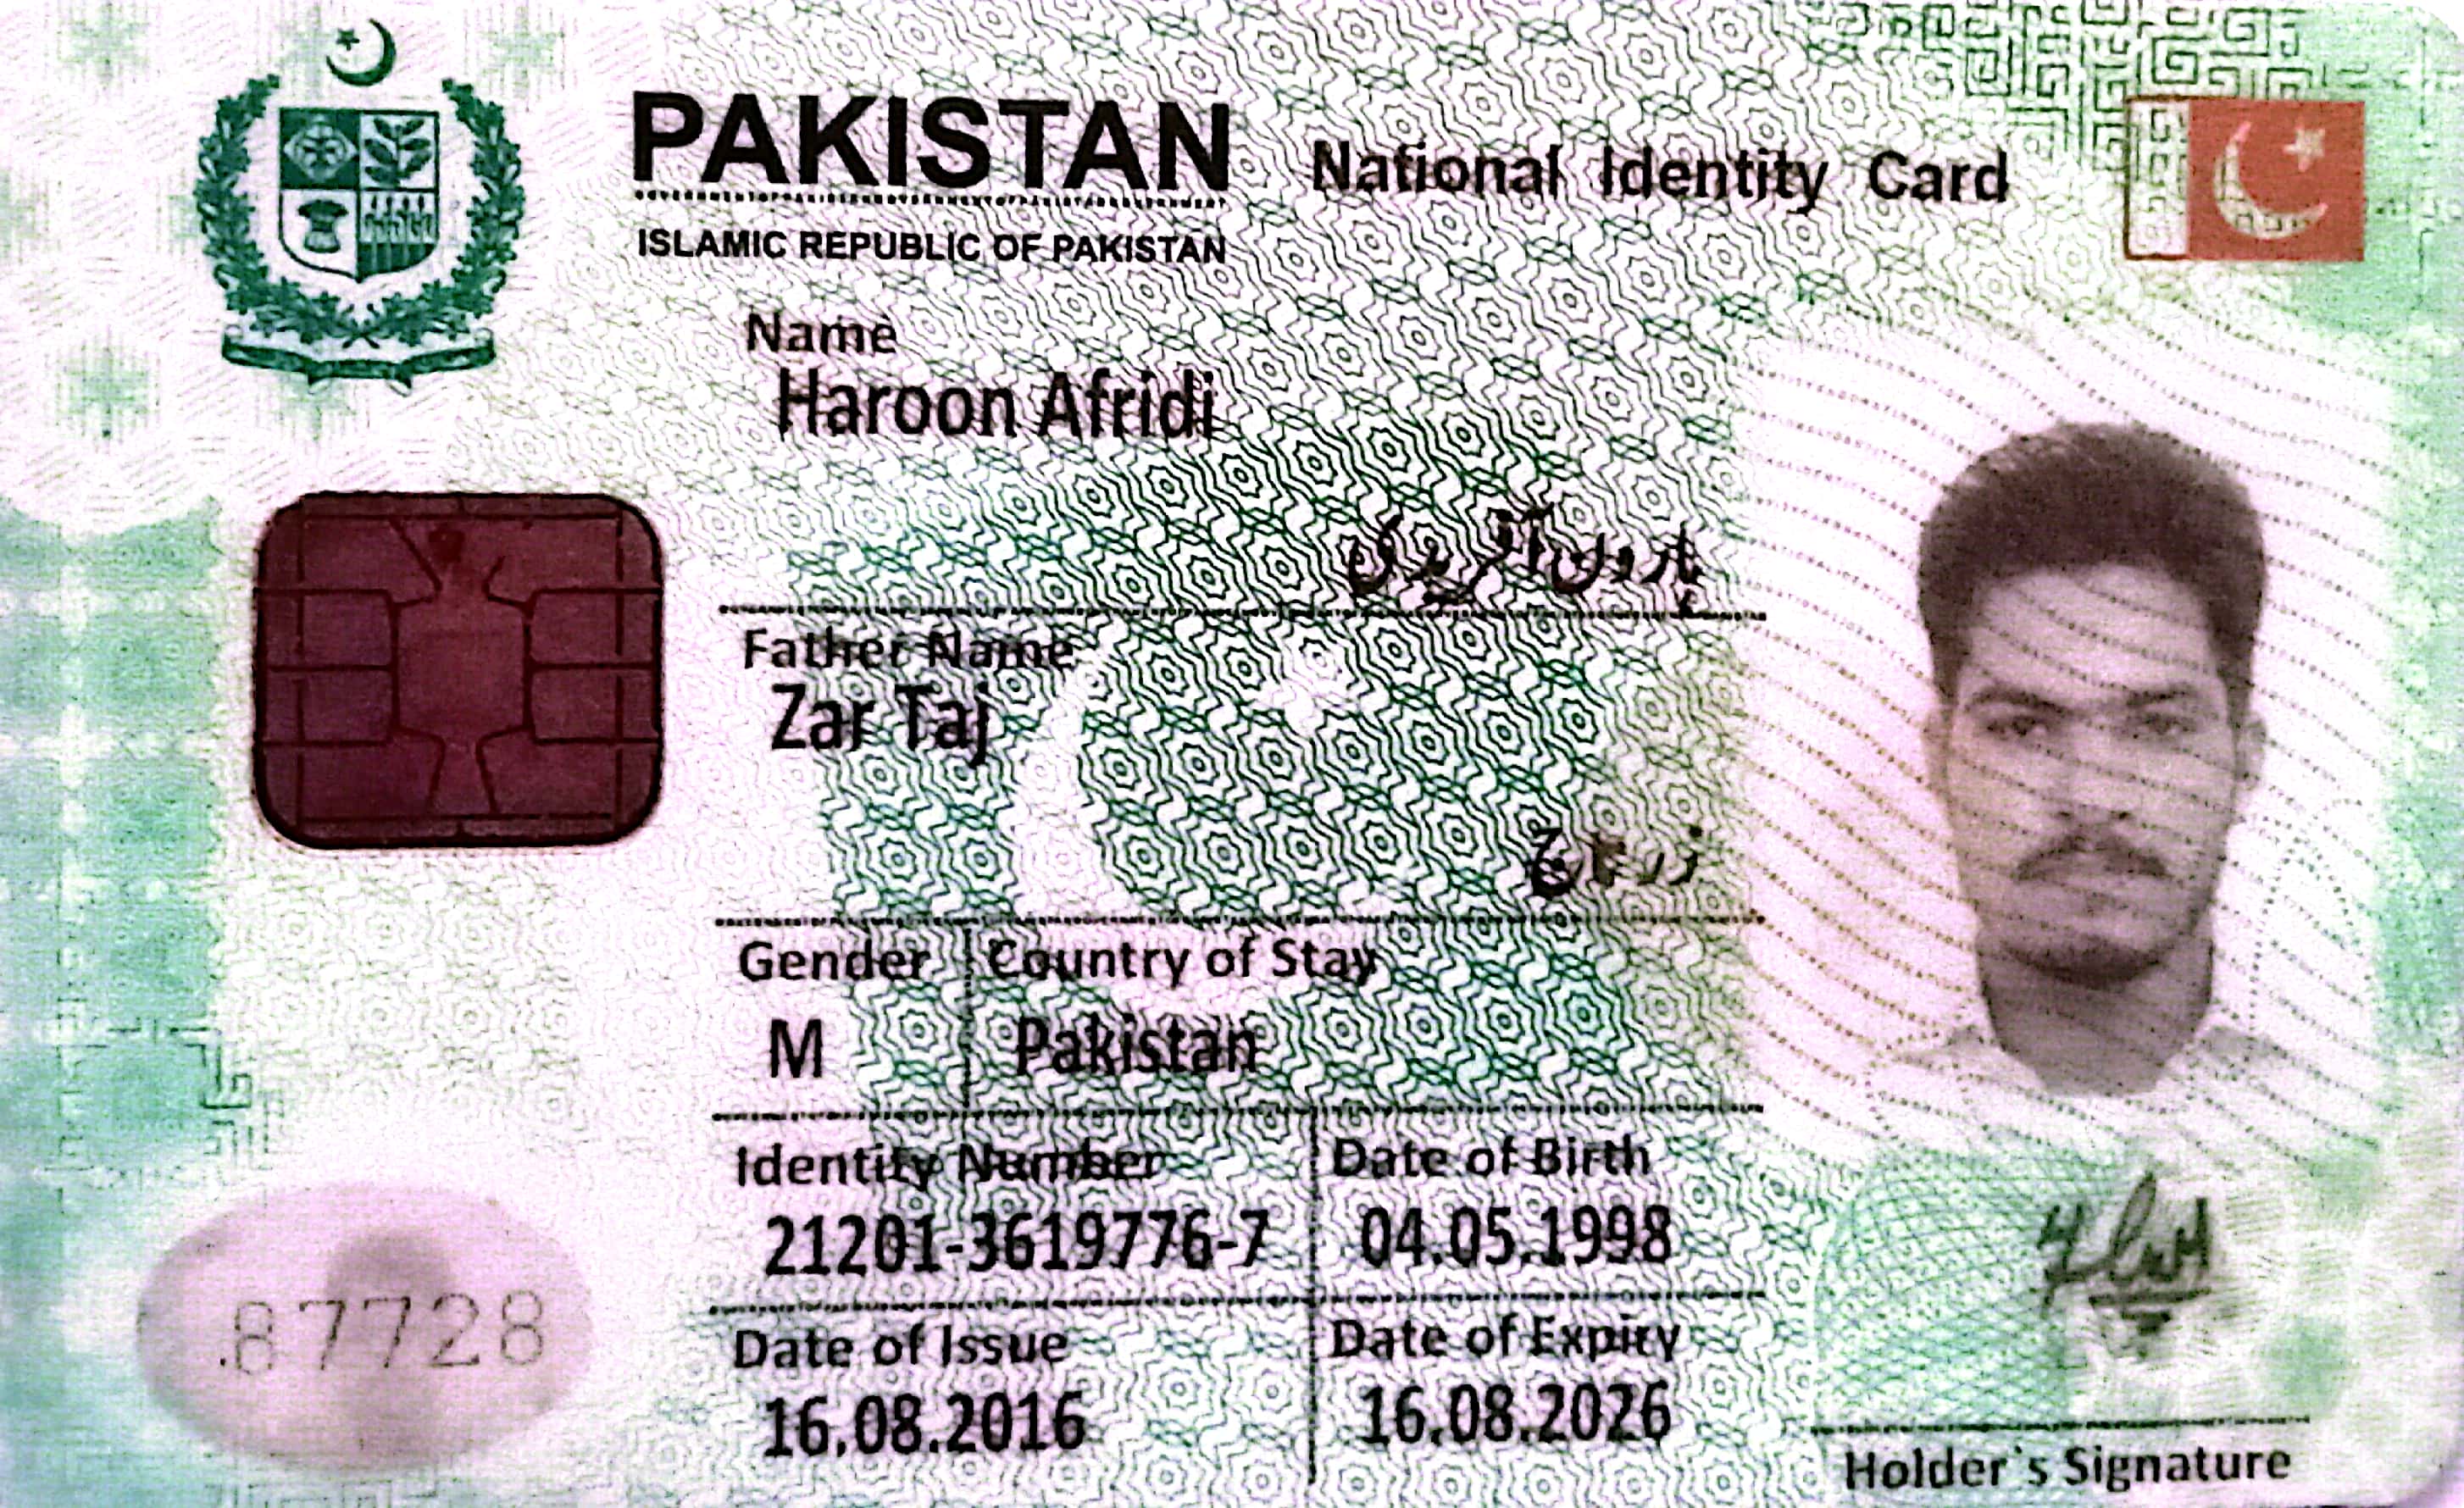 PAKISTAN National Identity Card
ISLAMIC REPUBLIC OF PAKISTAN
Name
Haroon Afridi
ہارون آفریدی
Father Name
Zar Taj
زر تاج
Gender Country of Stay
M Pakistan
Identity Number Date of Birth
21201-3619776-7 04.05.1998
Date of Issue Date of Expiry
16.08.2016 16.08.2026
.87728
Holder's Signature